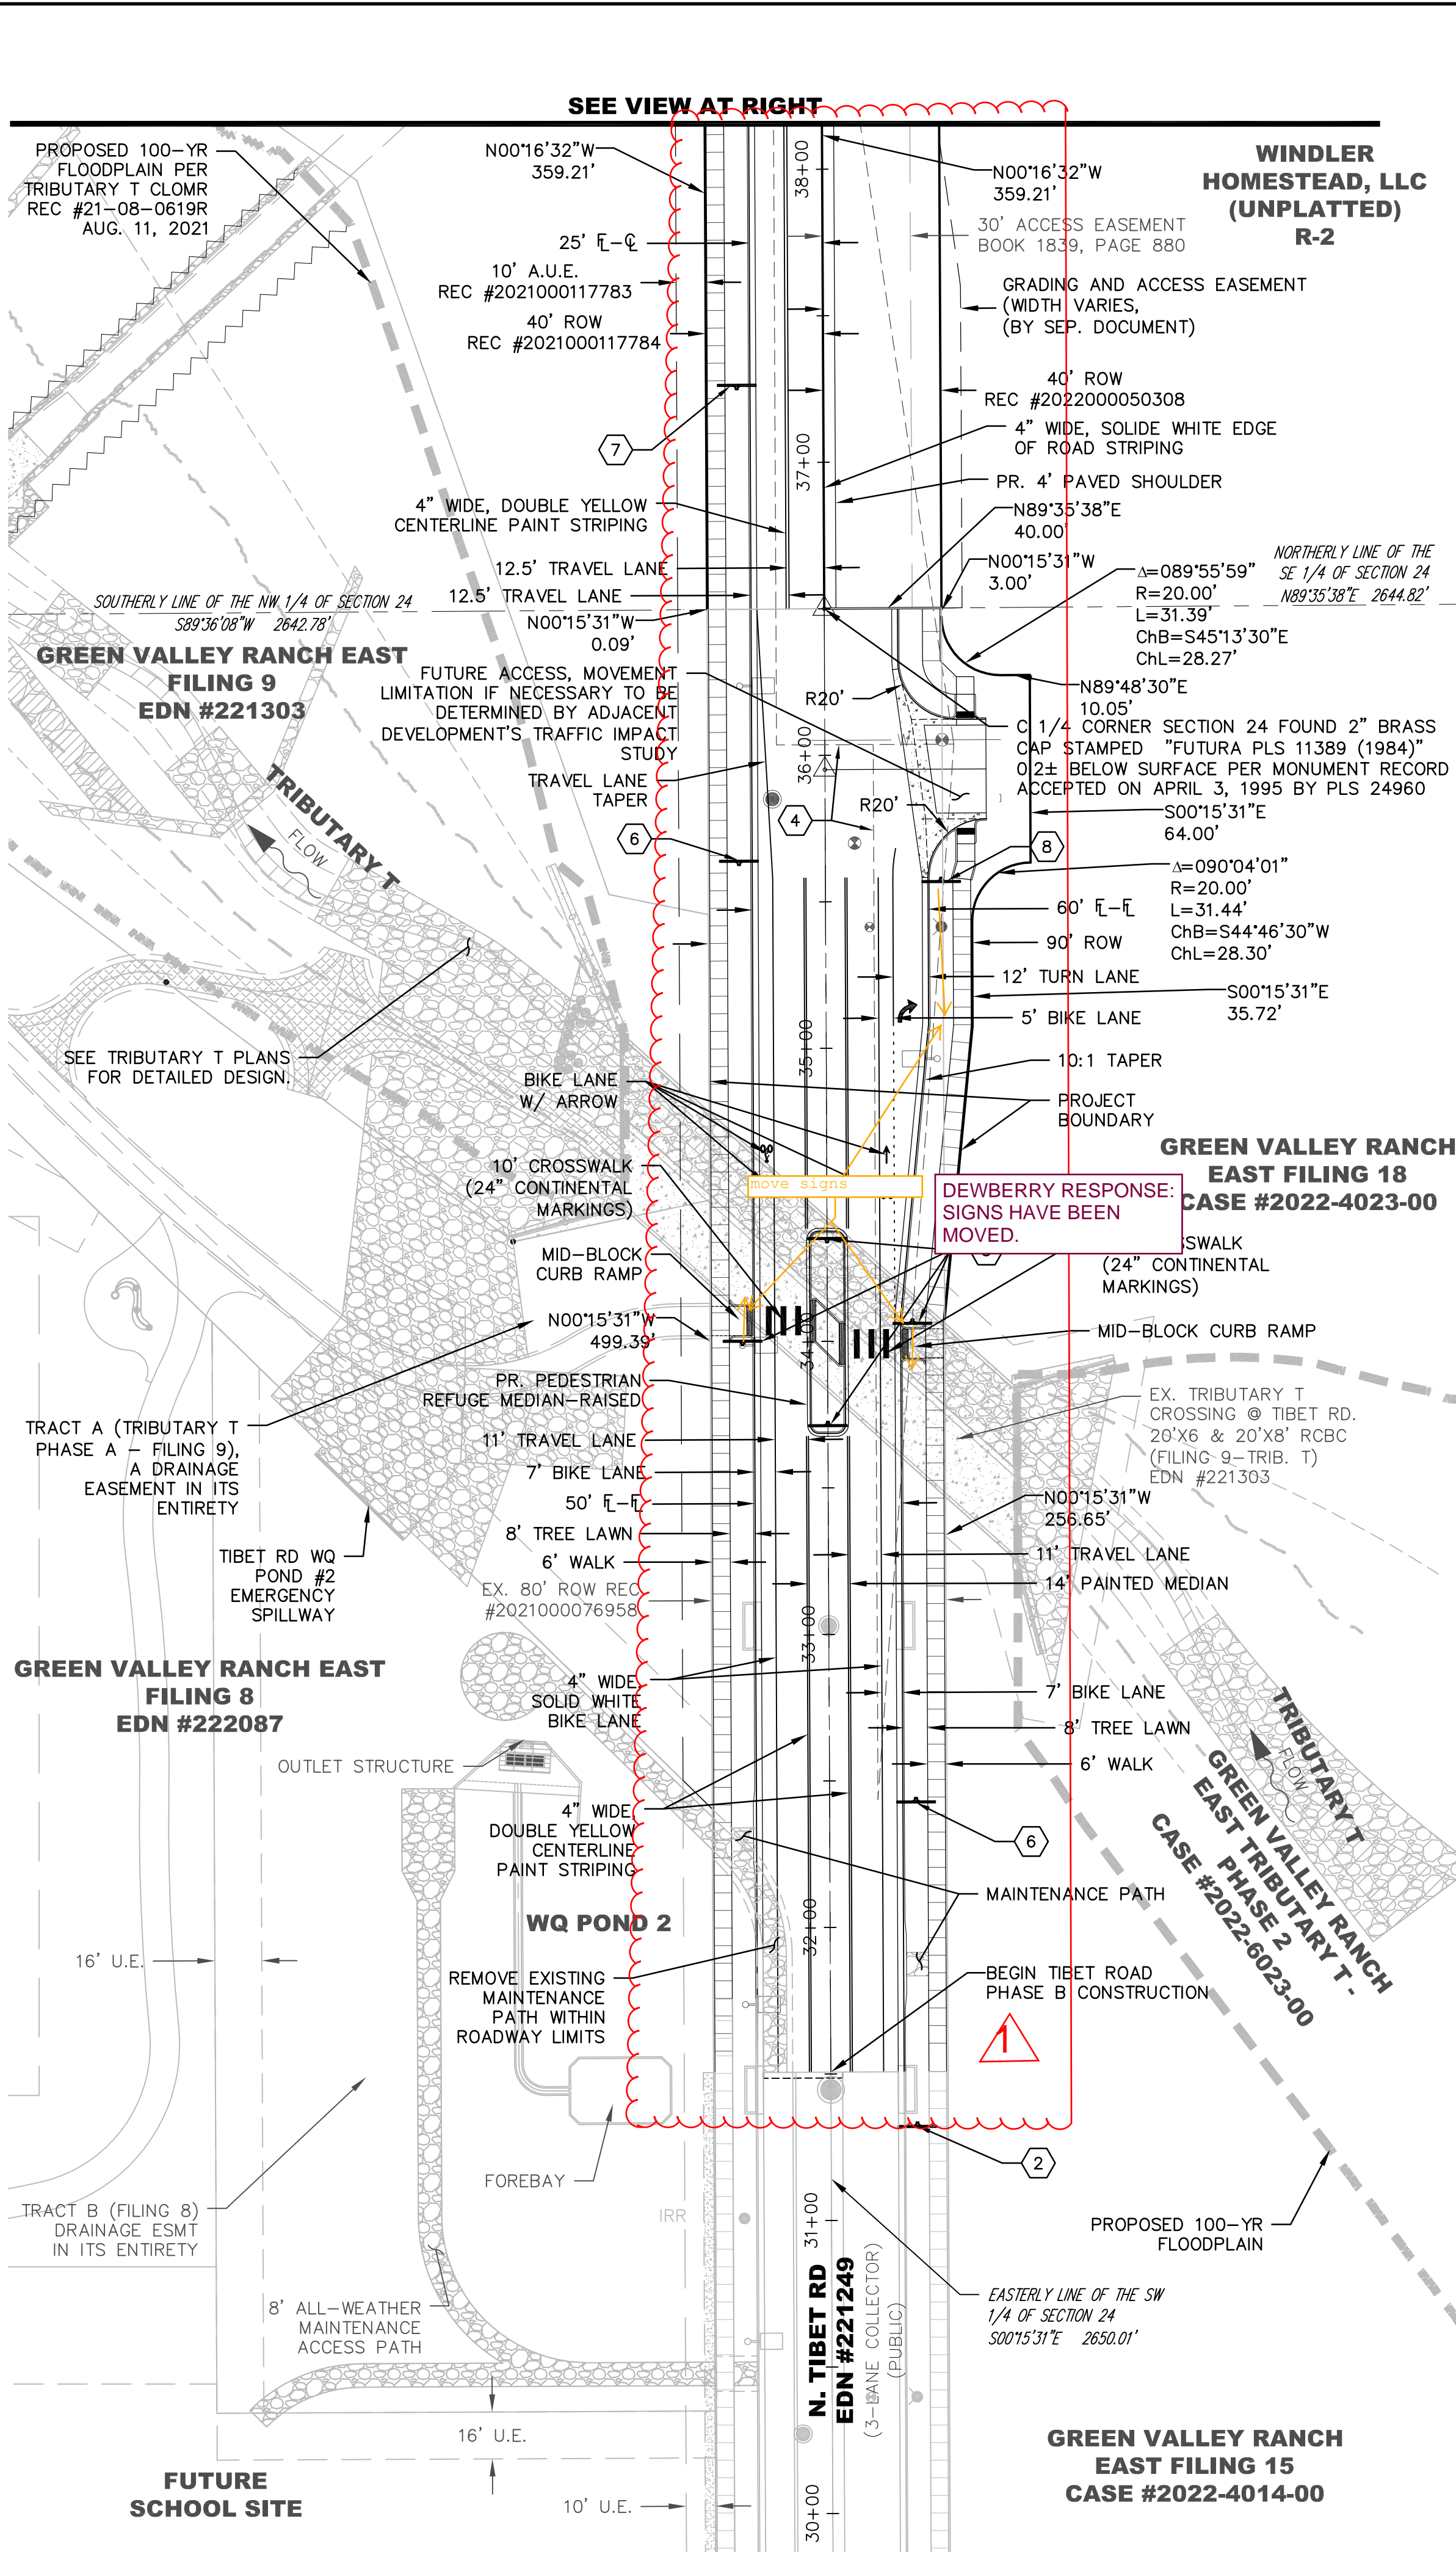 SEE VIEW AT RIGHT
PROPOSED 100-YR
FLOODPLAIN PER
TRIBUTARY T CLOMR
REC #21-08-0619R
AUG. 11, 2021
N00°16'32"W
359.21'
25' FL-CL
10' A.U.E.
REC #2021000117783
40' ROW
REC #2021000117784
7
4" WIDE, DOUBLE YELLOW
CENTERLINE PAINT STRIPING
12.5' TRAVEL LANE
12.5' TRAVEL LANE
N00°15'31"W
0.09'
SOUTHERLY LINE OF THE NW 1/4 OF SECTION 24
S89°36'08"W 2642.78'
GREEN VALLEY RANCH EAST
FILING 9
EDN #221303
FUTURE ACCESS, MOVEMENT
LIMITATION IF NECESSARY TO BE
DETERMINED BY ADJACENT
DEVELOPMENT'S TRAFFIC IMPACT
STUDY
TRAVEL LANE
TAPER
6
TRIBUTARY T
FLOW
SEE TRIBUTARY T PLANS
FOR DETAILED DESIGN.
BIKE LANE
W/ ARROW
10' CROSSWALK
(24" CONTINENTAL
MARKINGS)
MID-BLOCK
CURB RAMP
N00°15'31"W
499.39'
PR. PEDESTRIAN
REFUGE MEDIAN-RAISED
TRACT A (TRIBUTARY T
PHASE A - FILING 9),
A DRAINAGE
EASEMENT IN ITS
ENTIRETY
11' TRAVEL LANE
7' BIKE LANE
50' FL-FL
8' TREE LAWN
6' WALK
EX. 80' ROW REC
#2021000076958
TIBET RD WQ
POND #2
EMERGENCY
SPILLWAY
GREEN VALLEY RANCH EAST
FILING 8
EDN #222087
4" WIDE,
SOLID WHITE
BIKE LANE
OUTLET STRUCTURE
4" WIDE,
DOUBLE YELLOW
CENTERLINE
PAINT STRIPING
WQ POND 2
16' U.E.
REMOVE EXISTING
MAINTENANCE
PATH WITHIN
ROADWAY LIMITS
FOREBAY
IRR
TRACT B (FILING 8)
DRAINAGE ESMT
IN ITS ENTIRETY
8' ALL-WEATHER
MAINTENANCE
ACCESS PATH
16' U.E.
FUTURE
SCHOOL SITE
10' U.E.
38+00
37+00
36+00
35+00
34+00
33+00
32+00
31+00
30+00
4
move signs
N. TIBET RD
EDN #221249
(3-LANE COLLECTOR)
(PUBLIC)
N00°16'32"W
359.21'
WINDLER
HOMESTEAD, LLC
(UNPLATTED)
R-2
30' ACCESS EASEMENT
BOOK 1839, PAGE 880
GRADING AND ACCESS EASEMENT
(WIDTH VARIES,
(BY SEP. DOCUMENT)
40' ROW
REC #2022000050308
4" WIDE, SOLIDE WHITE EDGE
OF ROAD STRIPING
PR. 4' PAVED SHOULDER
N89°35'38"E
40.00'
N00°15'31"W
3.00'
NORTHERLY LINE OF THE
SE 1/4 OF SECTION 24
N89°35'38"E 2644.82'
Δ=089°55'59"
R=20.00'
L=31.39'
ChB=S45°13'30"E
ChL=28.27'
R20'
N89°48'30"E
10.05'
C 1/4 CORNER SECTION 24 FOUND 2" BRASS
CAP STAMPED "FUTURA PLS 11389 (1984)"
0.2± BELOW SURFACE PER MONUMENT RECORD
ACCEPTED ON APRIL 3, 1995 BY PLS 24960
R20'
S00°15'31"E
64.00'
8
Δ=090°04'01"
R=20.00'
L=31.44'
ChB=S44°46'30"W
ChL=28.30'
60' FL-FL
90' ROW
12' TURN LANE
S00°15'31"E
35.72'
5' BIKE LANE
10:1 TAPER
PROJECT
BOUNDARY
GREEN VALLEY RANCH
EAST FILING 18
CASE #2022-4023-00
DEWBERRY RESPONSE:
SIGNS HAVE BEEN
MOVED.
SSWALK
(24" CONTINENTAL
MARKINGS)
MID-BLOCK CURB RAMP
EX. TRIBUTARY T
CROSSING @ TIBET RD.
20'X6 & 20'X8' RCBC
(FILING 9-TRIB. T)
EDN #221303
N00°15'31"W
256.65'
11' TRAVEL LANE
14' PAINTED MEDIAN
7' BIKE LANE
8' TREE LAWN
6' WALK
6
TRIBUTARY T
FLOW
GREEN VALLEY RANCH
EAST TRIBUTARY T -
PHASE 2
CASE #2022-6023-00
MAINTENANCE PATH
BEGIN TIBET ROAD
PHASE B CONSTRUCTION
1
2
PROPOSED 100-YR
FLOODPLAIN
EASTERLY LINE OF THE SW
1/4 OF SECTION 24
S00°15'31"E 2650.01'
GREEN VALLEY RANCH
EAST FILING 15
CASE #2022-4014-00